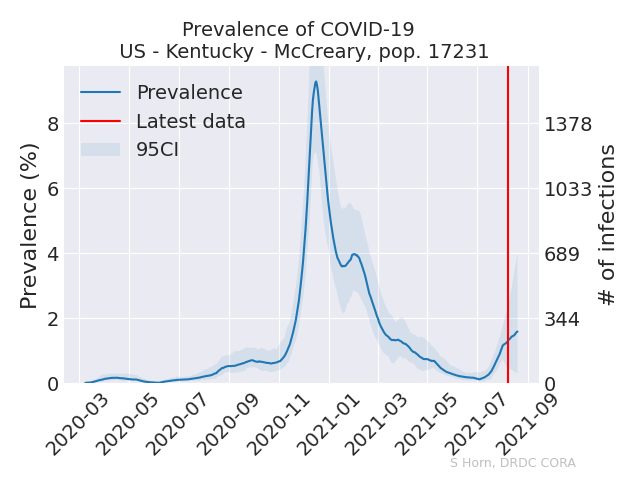 Prevalence of COVID-19
US - Kentucky - McCreary, pop. 17231
Prevalence
Latest data
95CI
Prevalence (%)
8
6
4
2
0
1378
1033
689
344
0
# of infections
2020-03
2020-05
2020-07
2020-09
2020-11
2021-01
2021-03
2021-05
2021-07
2021-09
S Horn, DRDC CORA